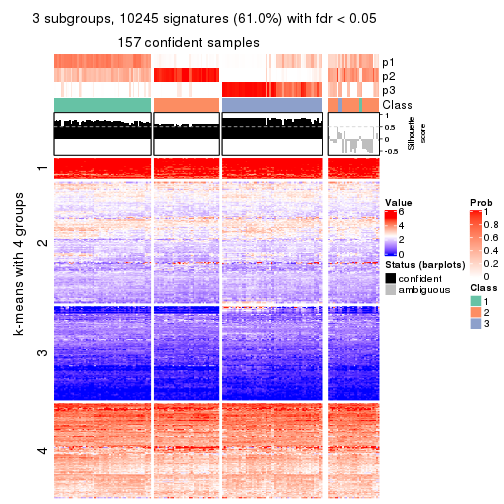 3 subgroups, 10245 signatures (61.0%) with fdr < 0.05
157 confident samples
p1
p2
p3
Class
1
0.5
0
-0.5
Silhouette
score
k-means with 4 groups
1
2
3
4
Value
6
4
2
0
Status (barplots)
confident
ambiguous
Prob
1
0.8
0.6
0.4
0.2
0
Class
1
2
3